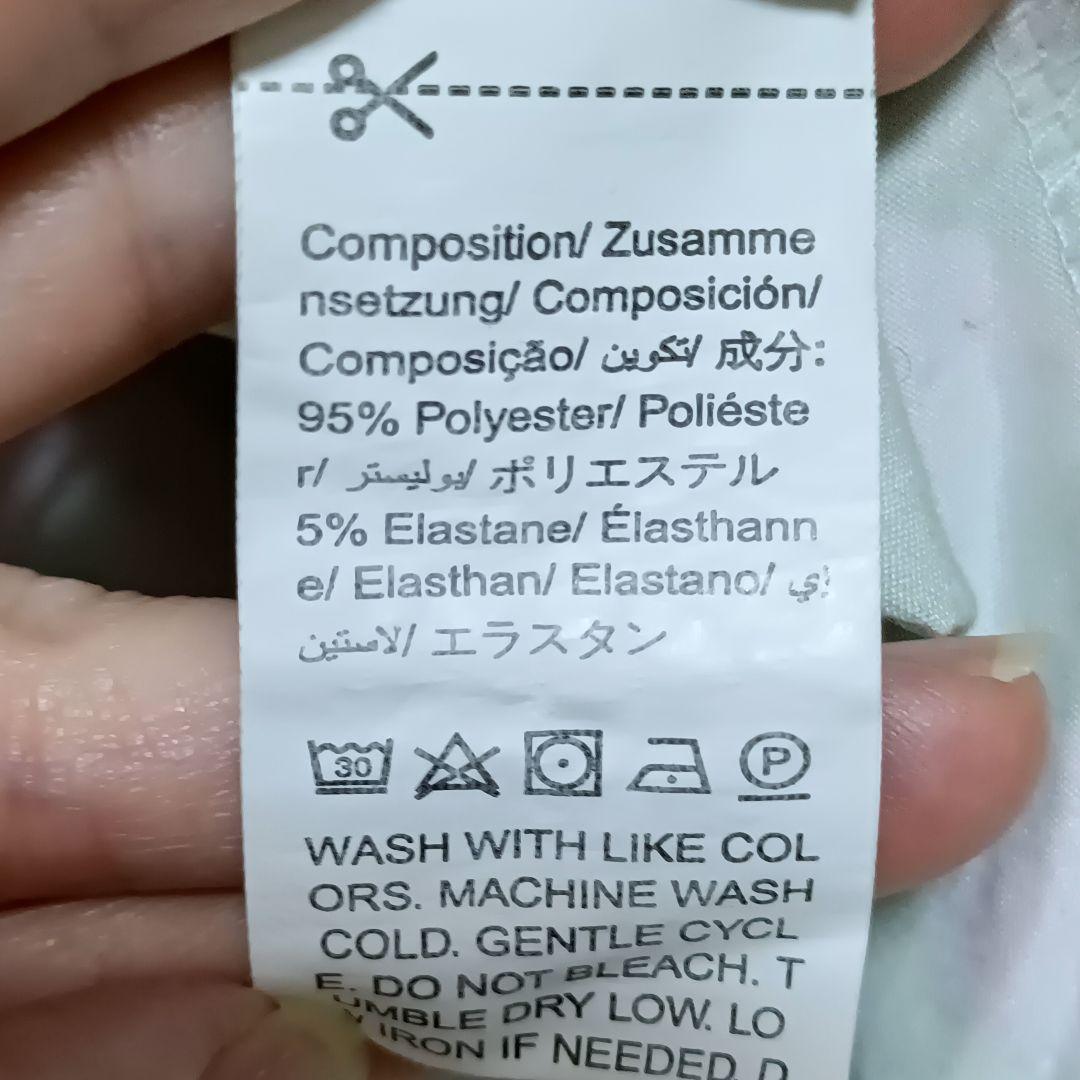 Composition/ Zusamme
nsetzung/ Composición/
Composição/ تكوين/ 成分:
95% Polyester/ Poliéste
r/ بوليستر/ ポリエステル
5% Elastane/ Élasthann
e/ Elasthan/ Elastano/ إي
لاستين/ エラスタン
30
P
WASH WITH LIKE COL
ORS. MACHINE WASH
COLD. GENTLE CYCL
E. DO NOT BLEACH. T
UMBLE DRY LOW. LO
W IRON IF NEEDED. D